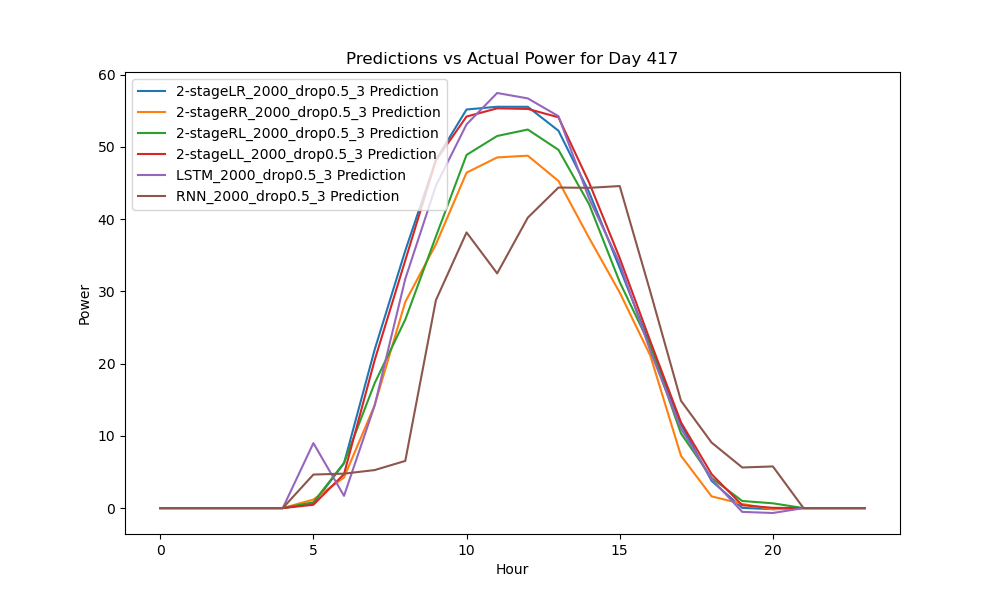 Predictions vs Actual Power for Day 417
2-stageLR_2000_drop0.5_3 Prediction
2-stageRR_2000_drop0.5_3 Prediction
2-stageRL_2000_drop0.5_3 Prediction
2-stageLL_2000_drop0.5_3 Prediction
LSTM_2000_drop0.5_3 Prediction
RNN_2000_drop0.5_3 Prediction
Power
60
50
40
30
20
10
0
0 5 10 15 20
Hour